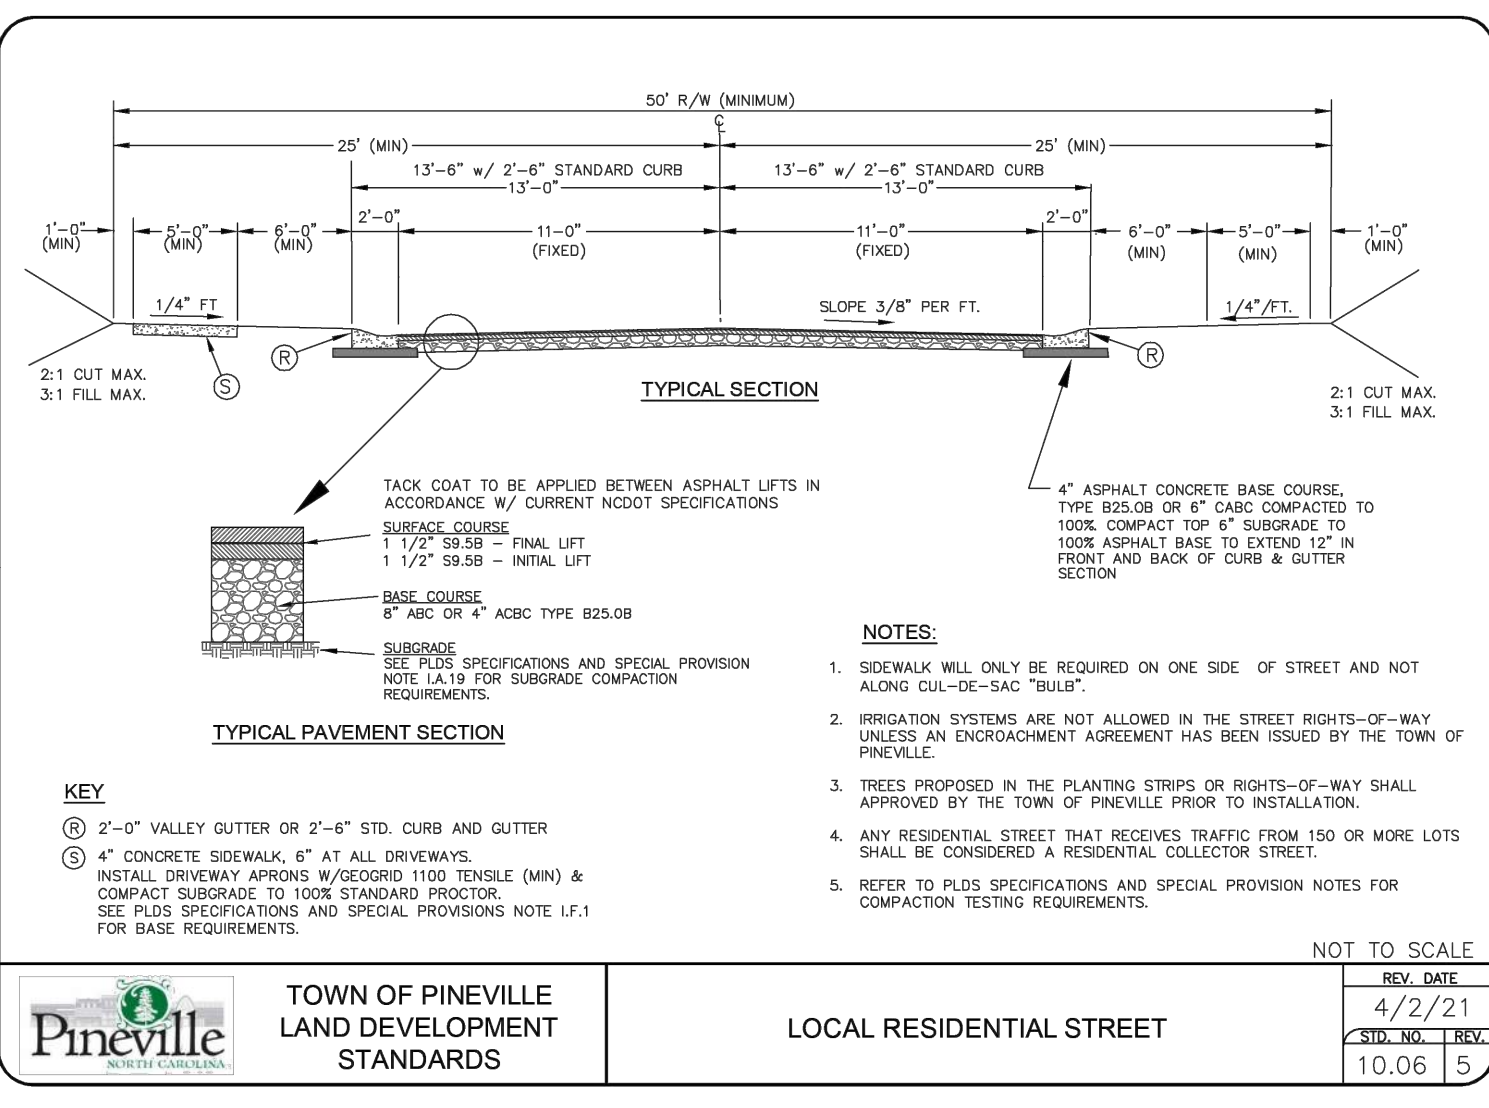 50' R/W (MINIMUM)
℄
25' (MIN)
25' (MIN)
13'-6" w/ 2'-6" STANDARD CURB
13'-6" w/ 2'-6" STANDARD CURB
13'-0"
13'-0"
1'-0"
(MIN)
5'-0"
(MIN)
6'-0"
(MIN)
2'-0"
11-0"
(FIXED)
11'-0"
(FIXED)
2'-0"
6'-0"
(MIN)
5'-0"
(MIN)
1'-0"
(MIN)
1/4" FT
SLOPE 3/8" PER FT.
1/4"/FT.
R
R
S
2:1 CUT MAX.
3:1 FILL MAX.
TYPICAL SECTION
2:1 CUT MAX.
3:1 FILL MAX.
TACK COAT TO BE APPLIED BETWEEN ASPHALT LIFTS IN
ACCORDANCE W/ CURRENT NCDOT SPECIFICATIONS
SURFACE COURSE
1 1/2" S9.5B – FINAL LIFT
1 1/2" S9.5B – INITIAL LIFT
BASE COURSE
8" ABC OR 4" ACBC TYPE B25.0B
SUBGRADE
SEE PLDS SPECIFICATIONS AND SPECIAL PROVISION
NOTE I.A.19 FOR SUBGRADE COMPACTION
REQUIREMENTS.
TYPICAL PAVEMENT SECTION
4" ASPHALT CONCRETE BASE COURSE,
TYPE B25.0B OR 6" CABC COMPACTED TO
100%. COMPACT TOP 6" SUBGRADE TO
100% ASPHALT BASE TO EXTEND 12" IN
FRONT AND BACK OF CURB & GUTTER
SECTION
KEY
R 2'-0" VALLEY GUTTER OR 2'-6" STD. CURB AND GUTTER
S 4" CONCRETE SIDEWALK, 6" AT ALL DRIVEWAYS.
INSTALL DRIVEWAY APRONS W/GEOGRID 1100 TENSILE (MIN) &
COMPACT SUBGRADE TO 100% STANDARD PROCTOR.
SEE PLDS SPECIFICATIONS AND SPECIAL PROVISIONS NOTE I.F.1
FOR BASE REQUIREMENTS.
NOTES:
1. SIDEWALK WILL ONLY BE REQUIRED ON ONE SIDE OF STREET AND NOT
ALONG CUL-DE-SAC "BULB".
2. IRRIGATION SYSTEMS ARE NOT ALLOWED IN THE STREET RIGHTS-OF-WAY
UNLESS AN ENCROACHMENT AGREEMENT HAS BEEN ISSUED BY THE TOWN OF
PINEVILLE.
3. TREES PROPOSED IN THE PLANTING STRIPS OR RIGHTS-OF-WAY SHALL
APPROVED BY THE TOWN OF PINEVILLE PRIOR TO INSTALLATION.
4. ANY RESIDENTIAL STREET THAT RECEIVES TRAFFIC FROM 150 OR MORE LOTS
SHALL BE CONSIDERED A RESIDENTIAL COLLECTOR STREET.
5. REFER TO PLDS SPECIFICATIONS AND SPECIAL PROVISION NOTES FOR
COMPACTION TESTING REQUIREMENTS.
NOT TO SCALE
Pineville
NORTH CAROLINA
TOWN OF PINEVILLE
LAND DEVELOPMENT
STANDARDS
LOCAL RESIDENTIAL STREET
REV. DATE
4/2/21
STD. NO. REV.
10.06 5